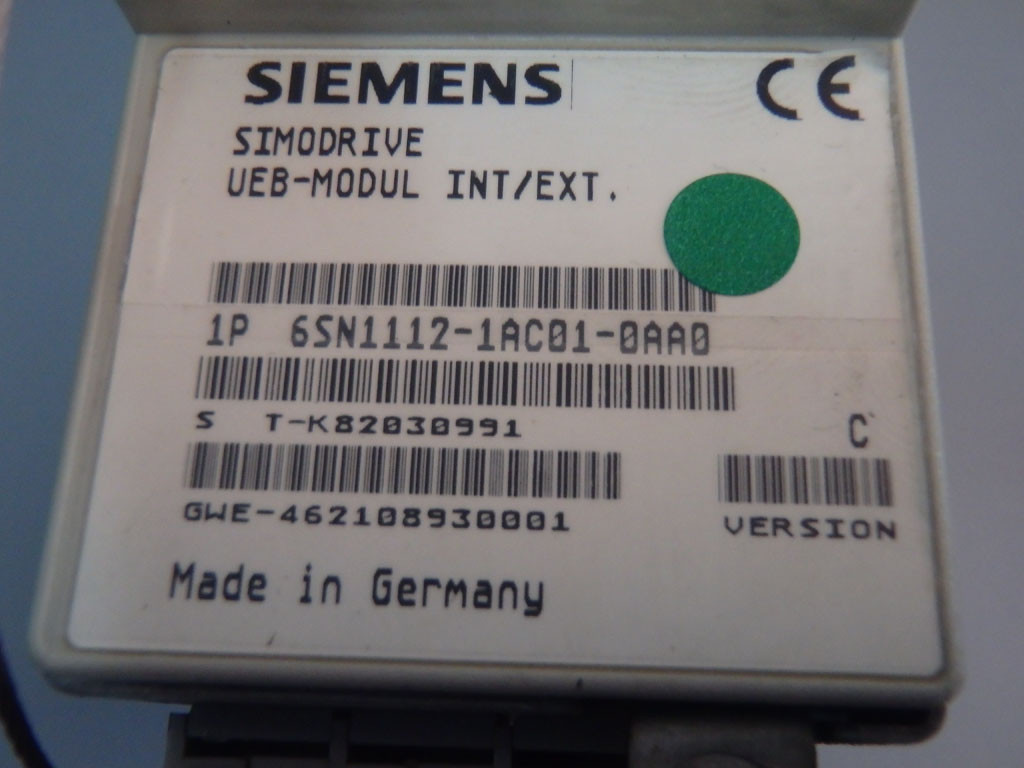 SIEMENS
CE
SIMODRIVE
UEB-MODUL INT/EXT.
1P 6SN1112-1AC01-0AA0
S T-K82030991
C
GWE-462108930001
VERSION
Made in Germany